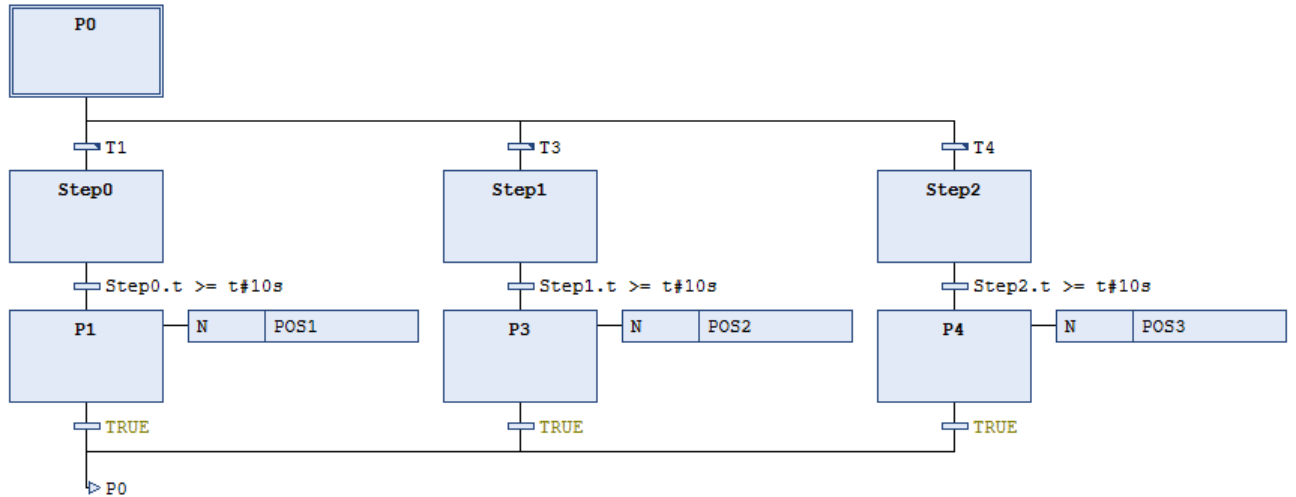 P0
T1 T3 T4
Step0 Step1 Step2
Step0.t >= t#10s Step1.t >= t#10s Step2.t >= t#10s
P1 N POS1 P3 N POS2 P4 N POS3
TRUE TRUE TRUE
P0